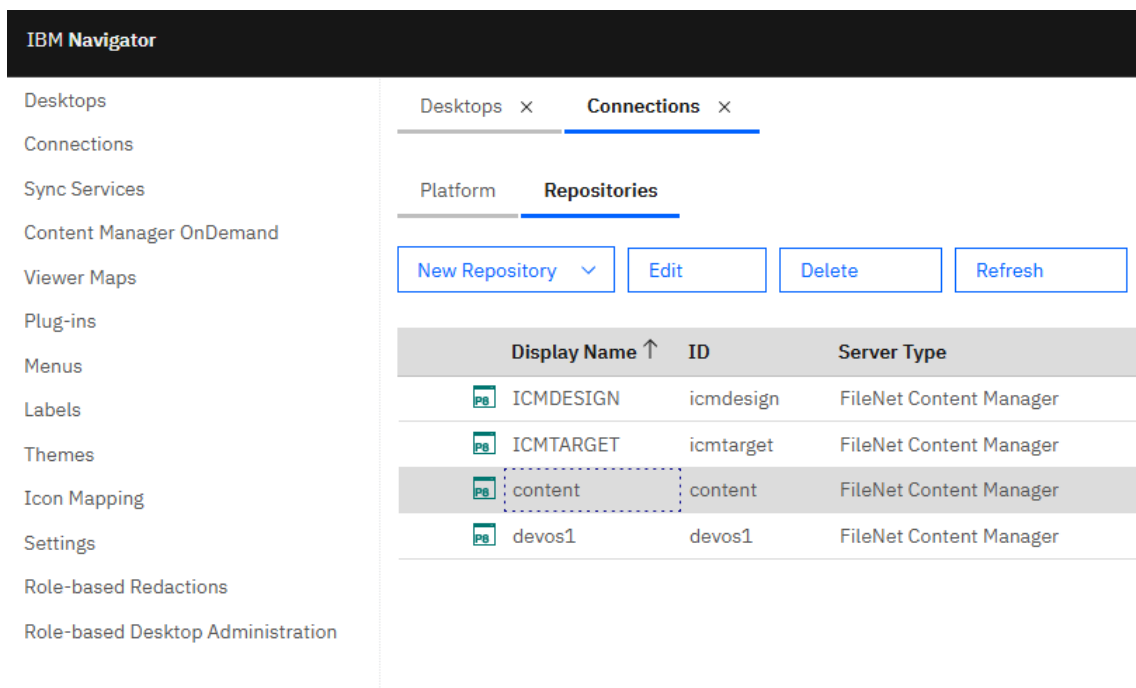 IBM Navigator
Desktops
Connections
Sync Services
Content Manager OnDemand
Viewer Maps
Plug-ins
Menus
Labels
Themes
Icon Mapping
Settings
Role-based Redactions
Role-based Desktop Administration
Desktops × Connections ×
Platform Repositories
New Repository Edit Delete Refresh
Display Name ↑ ID Server Type
P8 ICMDESIGN icmdesign FileNet Content Manager
P8 ICMTARGET icmtarget FileNet Content Manager
P8 content content FileNet Content Manager
P8 devos1 devos1 FileNet Content Manager